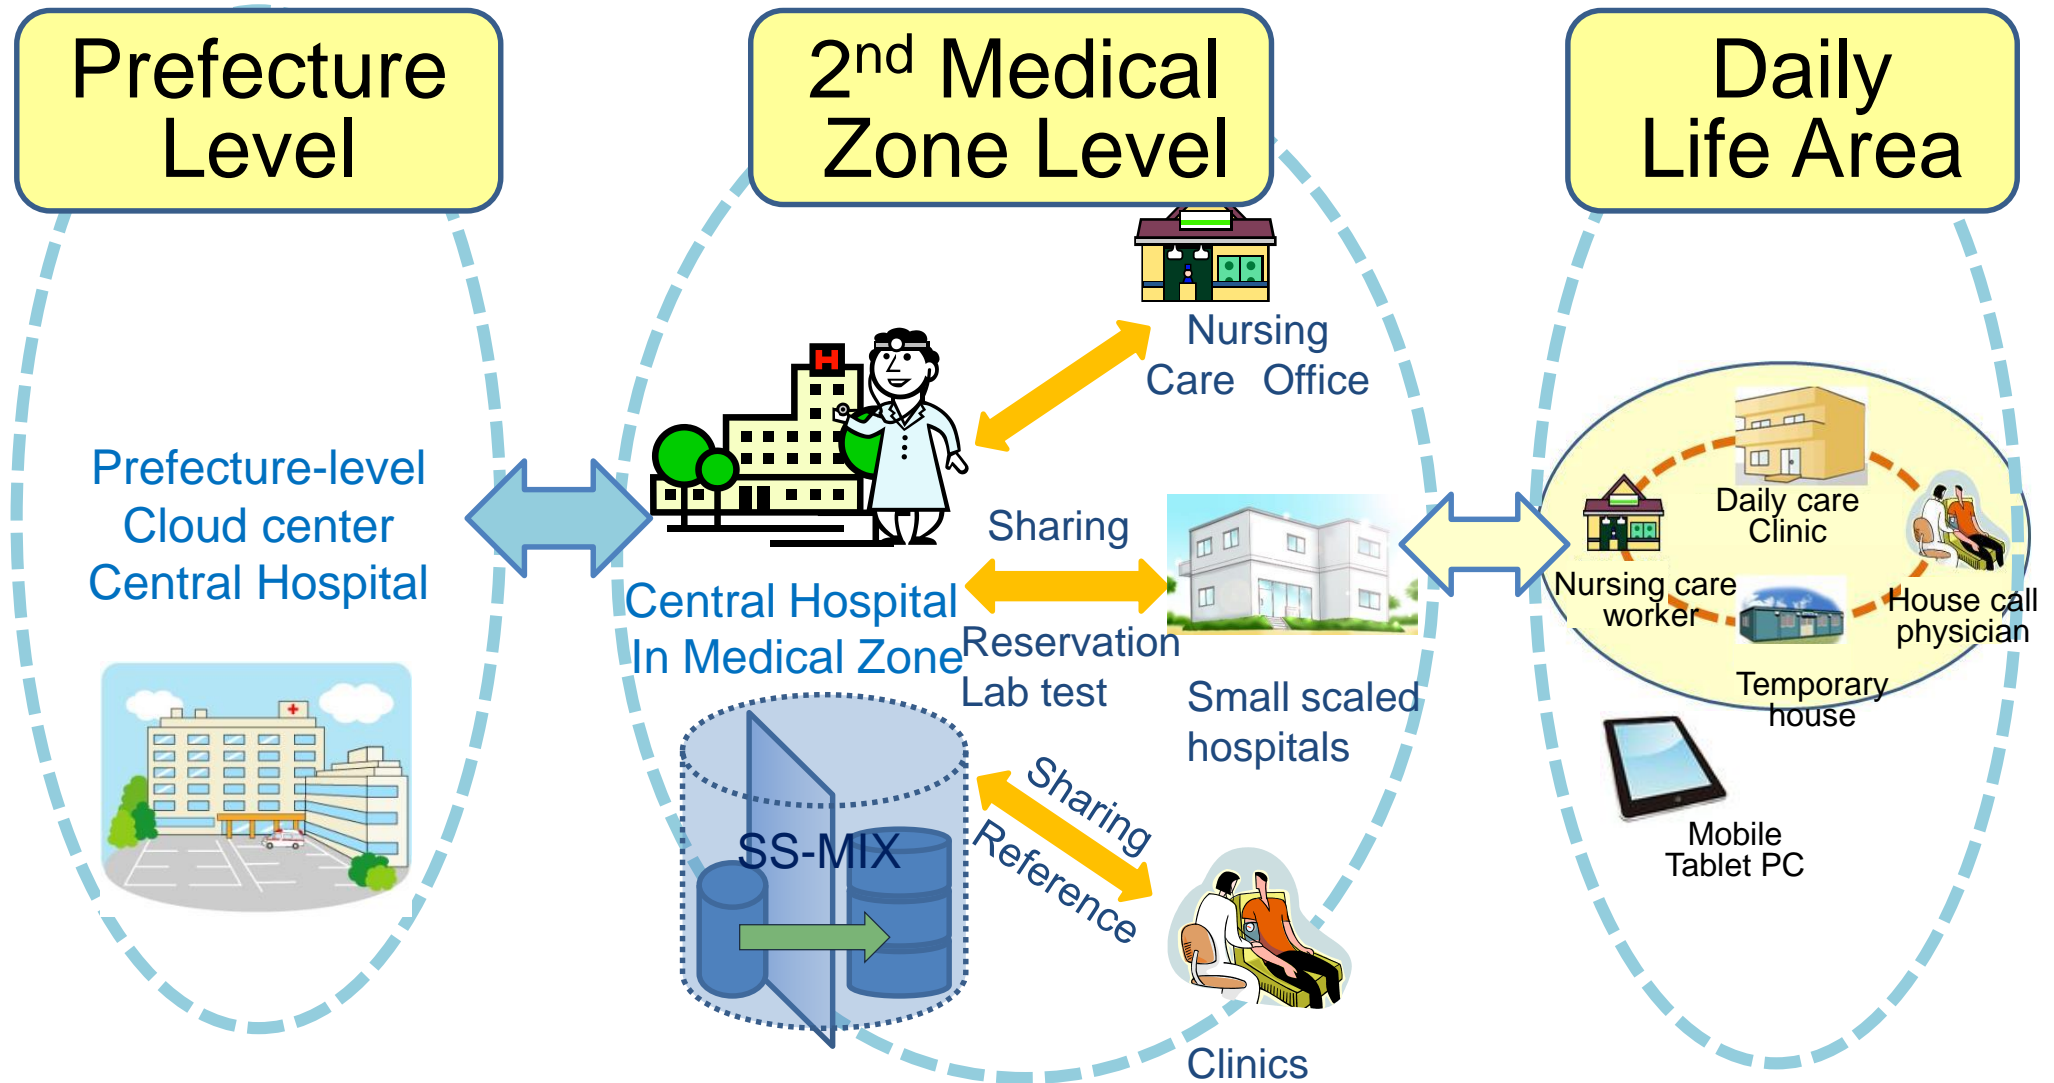 Prefecture
Level
2nd Medical
Zone Level
Daily
Life Area
Prefecture-level
Cloud center
Central Hospital
H
Nursing
Care Office
Central Hospital
In Medical Zone
Sharing
Reservation
Lab test
Small scaled
hospitals
SS-MIX
Sharing
Reference
Clinics
Daily care
Clinic
Nursing care
worker
House call
physician
Temporary
house
Mobile
Tablet PC